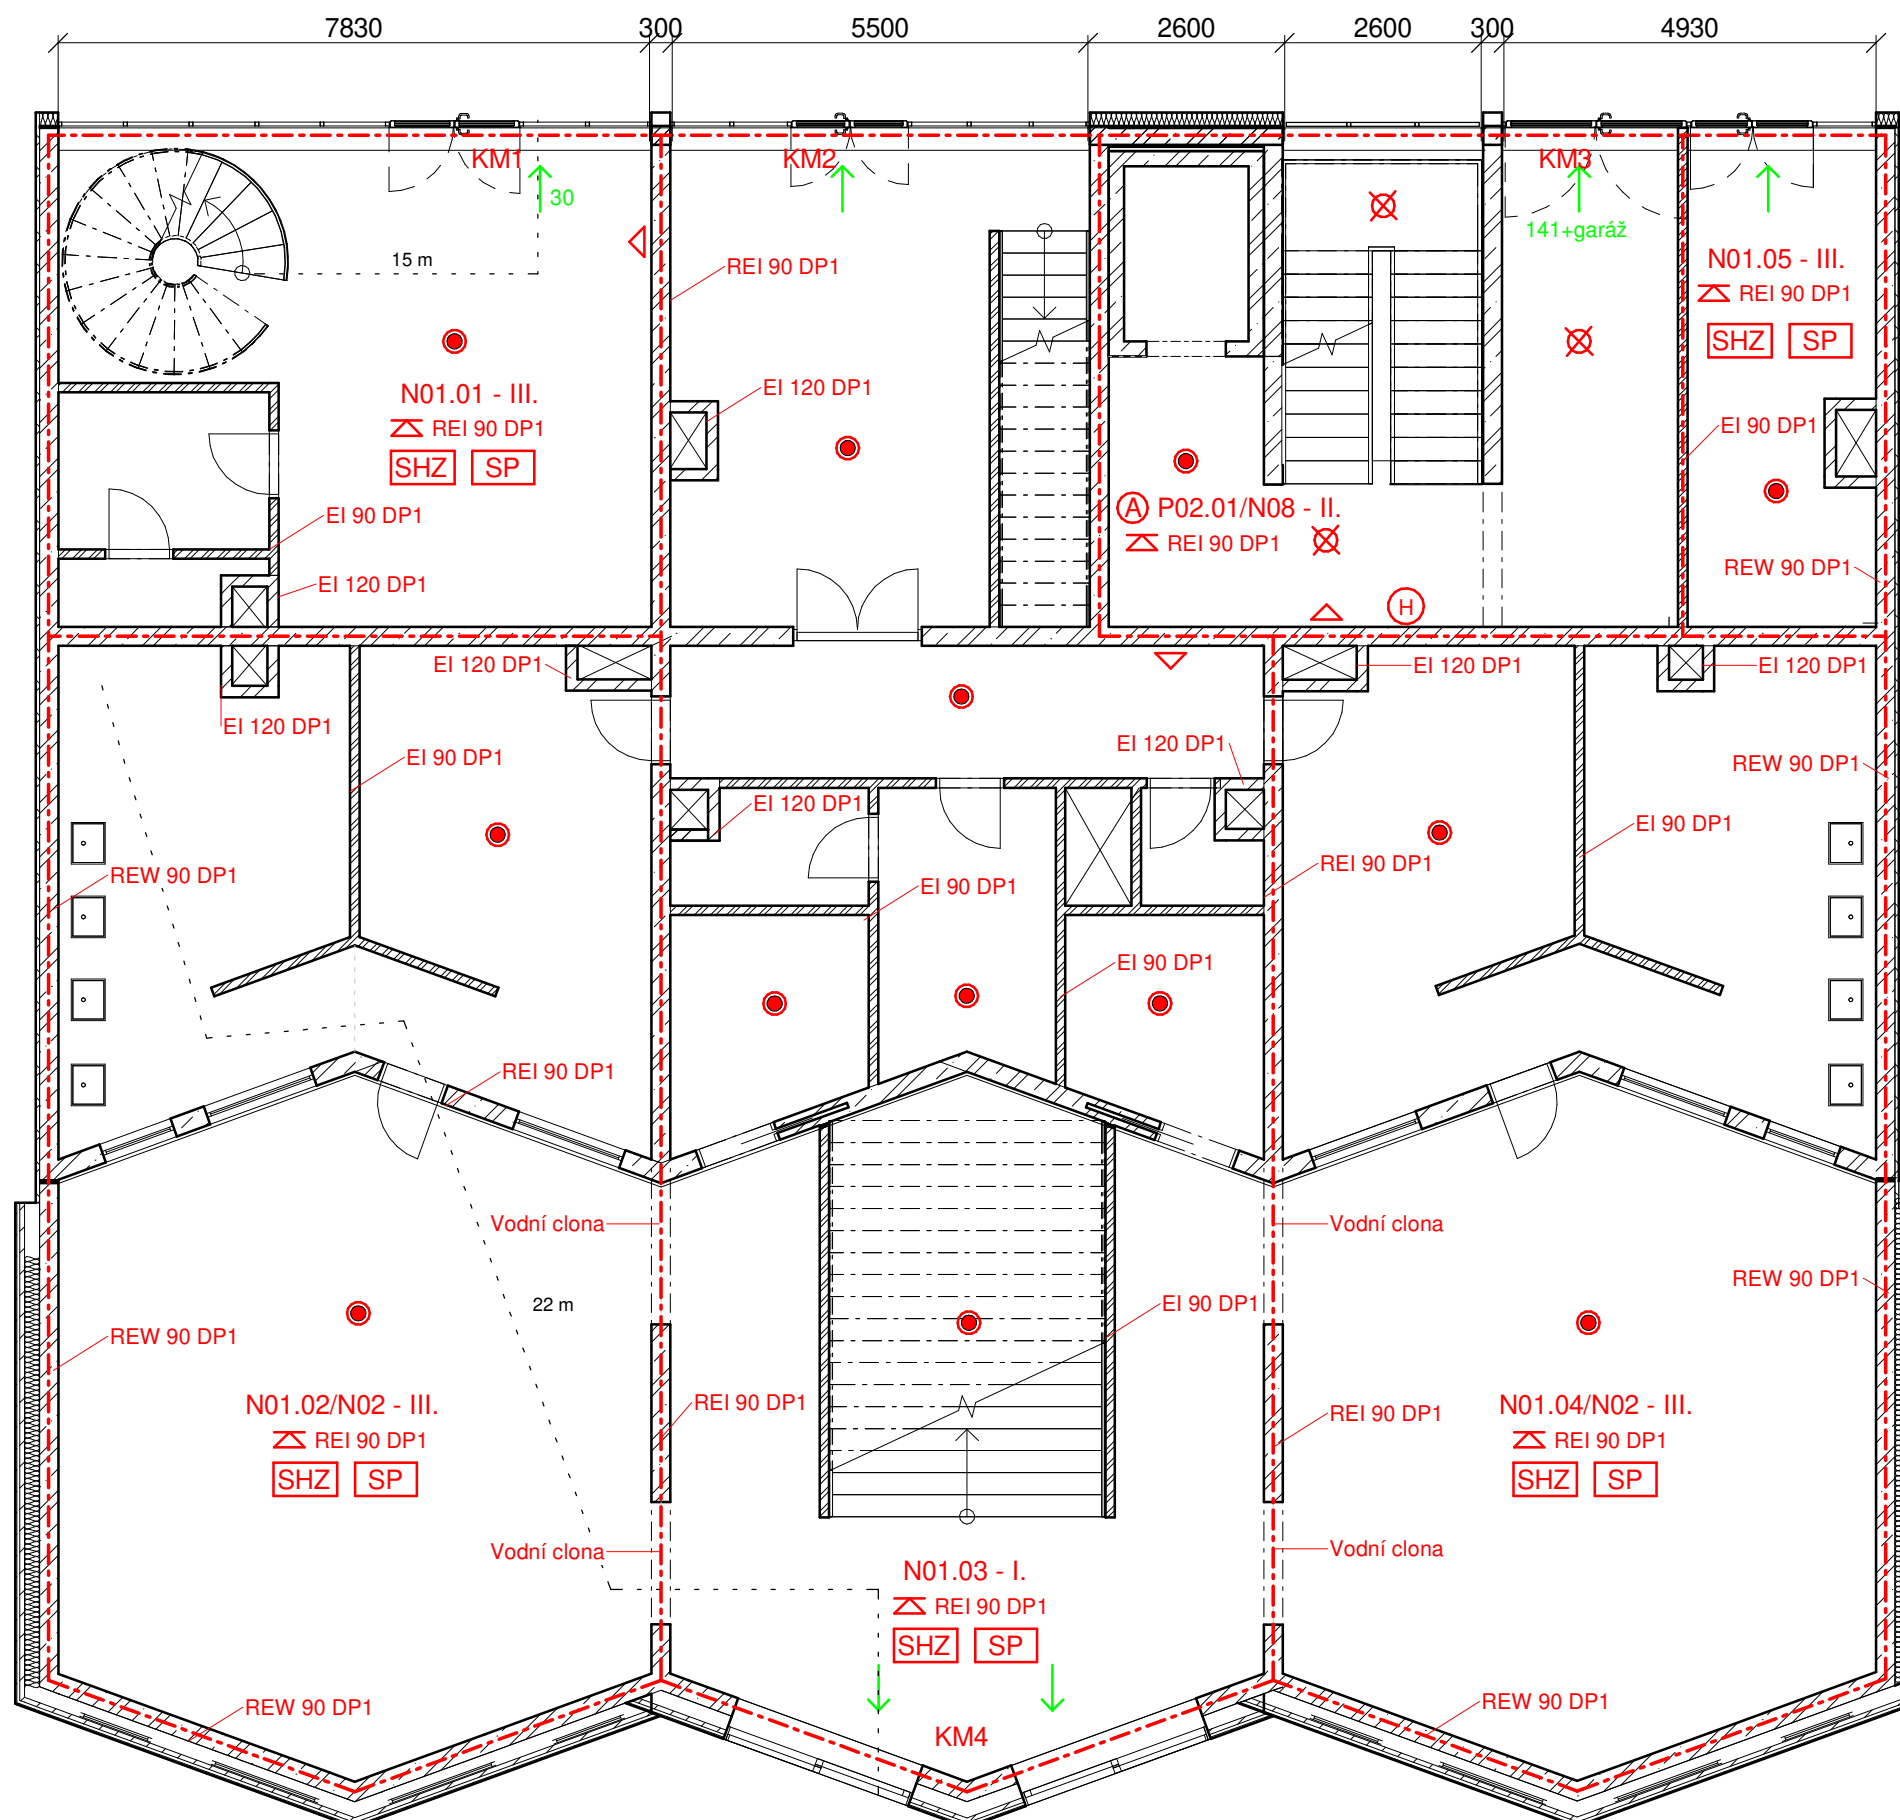 7830 300 5500 2600 2600 300 4930
KM1 KM2 KM3
30
141+garáž
15 m
REI 90 DP1
N01.05 - III.
REI 90 DP1
SHZ SP
N01.01 - III.
REI 90 DP1
SHZ SP
EI 120 DP1
EI 90 DP1
A P02.01/N08 - II.
REI 90 DP1
EI 90 DP1
REW 90 DP1
EI 120 DP1
H
EI 120 DP1
EI 120 DP1
EI 120 DP1
EI 120 DP1
EI 90 DP1
EI 120 DP1
REW 90 DP1
EI 120 DP1
EI 90 DP1
REW 90 DP1
EI 90 DP1
REI 90 DP1
EI 90 DP1
REI 90 DP1
Vodní clona
Vodní clona
REW 90 DP1
22 m
EI 90 DP1
REW 90 DP1
N01.02/N02 - III.
REI 90 DP1
SHZ SP
REI 90 DP1
REI 90 DP1
N01.04/N02 - III.
REI 90 DP1
SHZ SP
Vodní clona
Vodní clona
N01.03 - I.
REI 90 DP1
SHZ SP
REW 90 DP1
KM4
REW 90 DP1